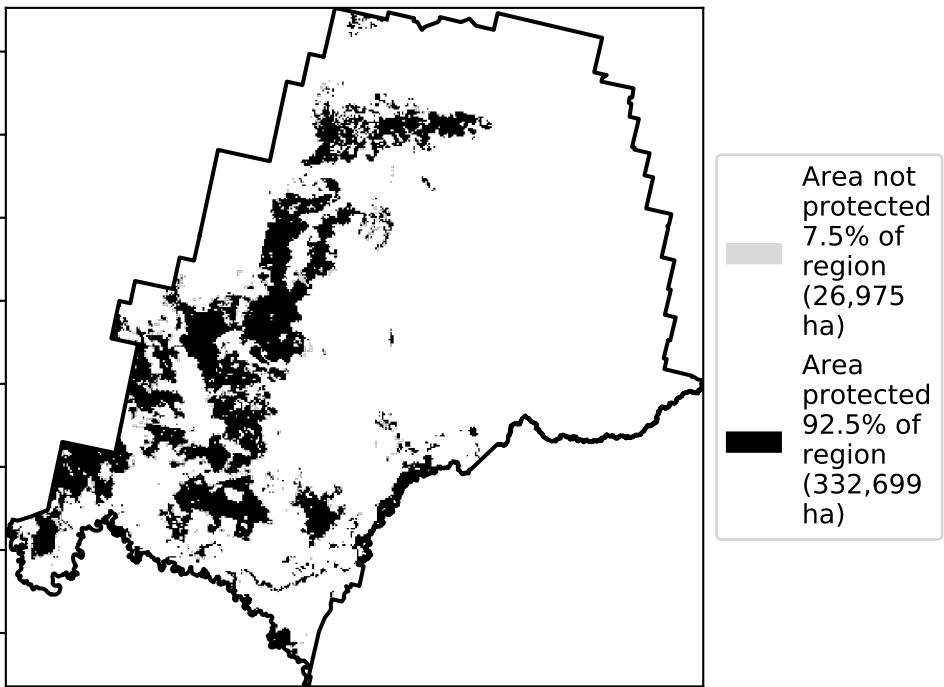 Area not
protected
7.5% of
region
(26,975
ha)
Area
protected
92.5% of
region
(332,699
ha)